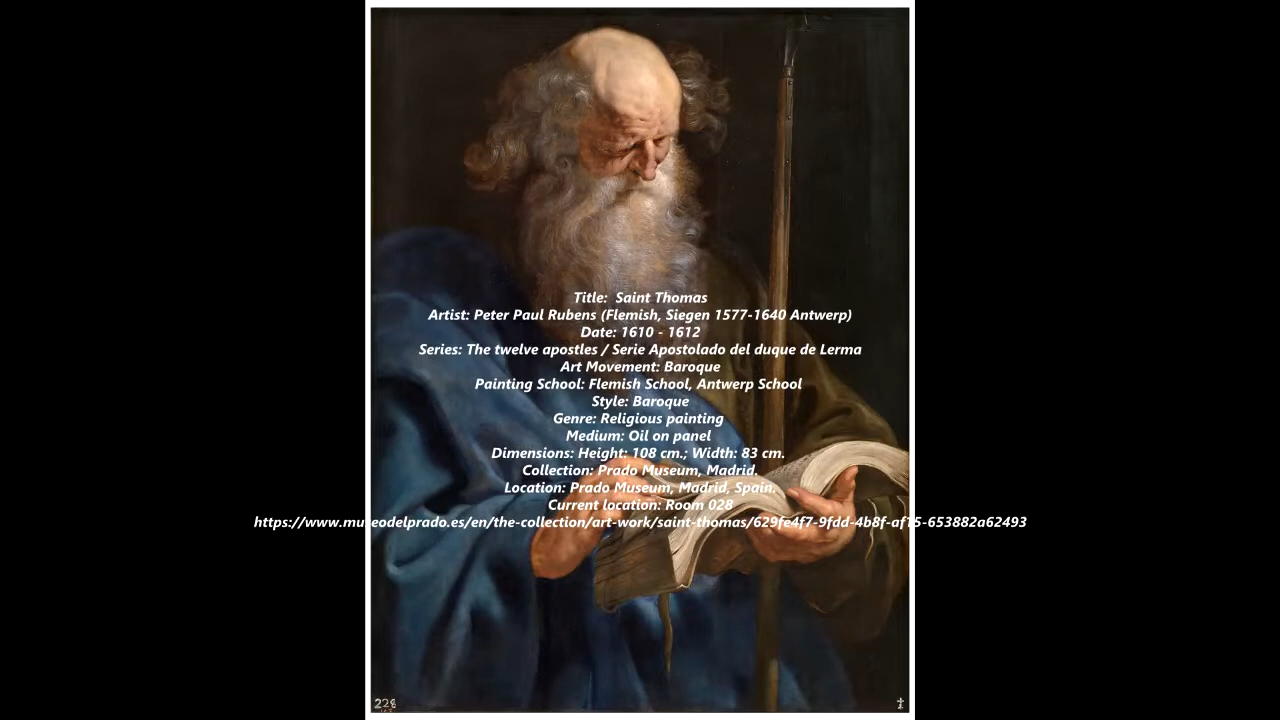 Title:  Saint Thomas
Artist: Peter Paul Rubens (Flemish, Siegen 1577-1640 Antwerp)
Date: 1610 - 1612
Series: The twelve apostles / Serie Apostolado del duque de Lerma
Art Movement: Baroque
Painting School: Flemish School, Antwerp School
Style: Baroque
Genre: Religious painting
Medium: Oil on panel
Dimensions: Height: 108 cm.; Width: 83 cm.
Collection: Prado Museum, Madrid.
Location: Prado Museum, Madrid, Spain.
Current location: Room 028
https://www.museodelprado.es/en/the-collection/art-work/saint-thomas/629fe4f7-9fdd-4b8f-af15-653882a62493